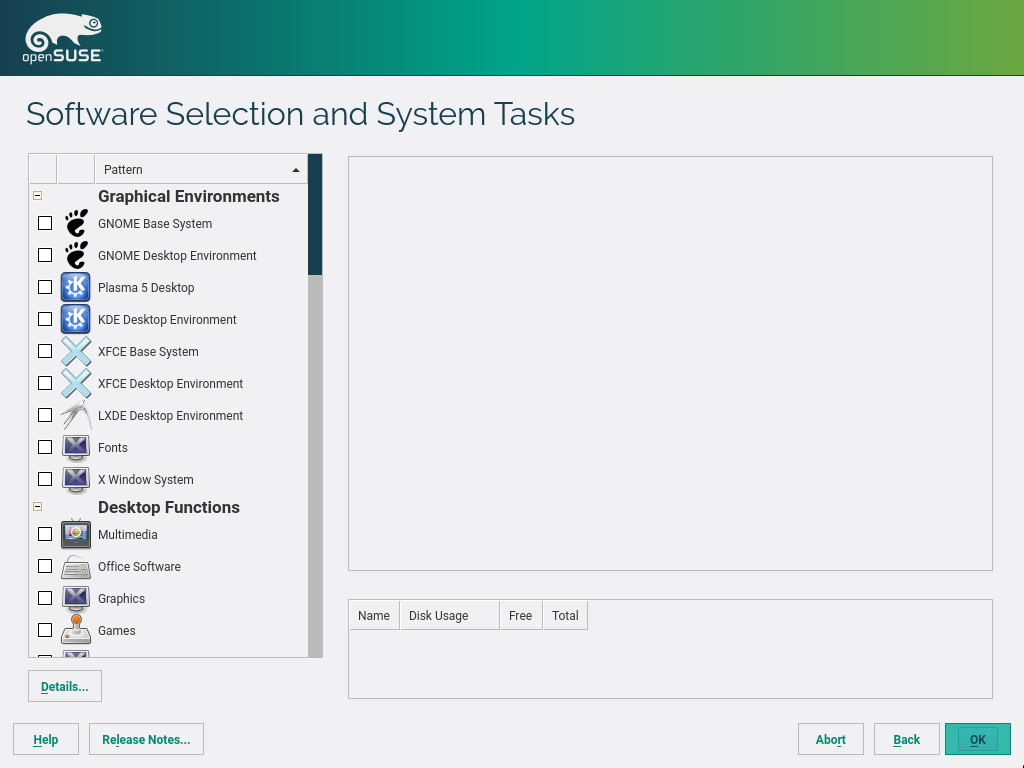 openSUSE
Software Selection and System Tasks
Pattern
Graphical Environments
GNOME Base System
GNOME Desktop Environment
Plasma 5 Desktop
KDE Desktop Environment
XFCE Base System
XFCE Desktop Environment
LXDE Desktop Environment
Fonts
X Window System
Desktop Functions
Multimedia
Office Software
Graphics
Games
Name Disk Usage Free Total
Details...
Help Release Notes... Abort Back OK